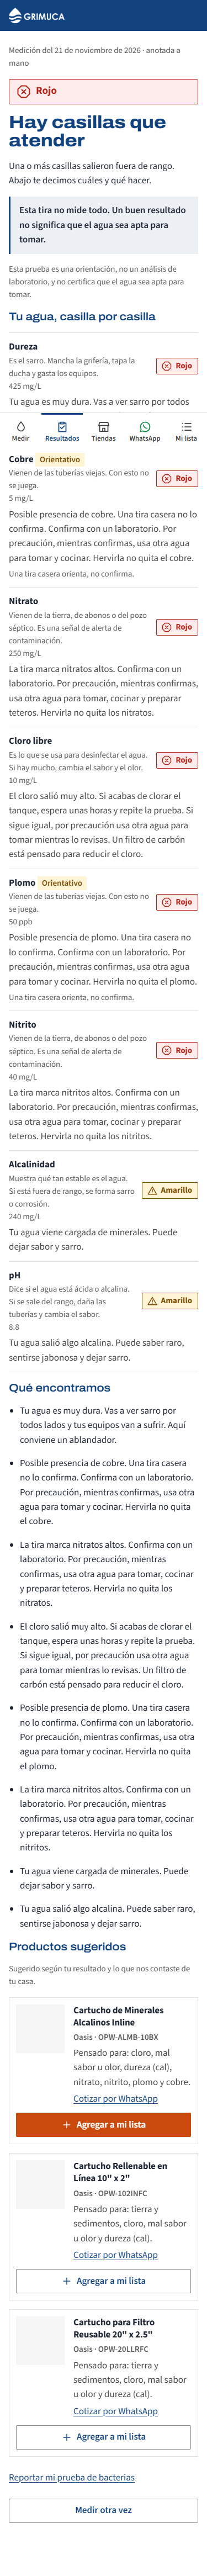 GRIMUCA
Medición del 21 de noviembre de 2026 · anotada a
mano
Rojo
Hay casillas que
atender
Una o más casillas salieron fuera de rango.
Abajo te decimos cuáles y qué hacer.
Esta tira no mide todo. Un buen resultado
no significa que el agua sea apta para
tomar.
Esta prueba es una orientación, no un análisis de
laboratorio, y no certifica que el agua sea apta para
tomar.
Tu agua, casilla por casilla
Dureza
Es el sarro. Mancha la grifería, tapa la
ducha y gasta los equipos.
425 mg/L
Rojo
Tu agua es muy dura. Vas a ver sarro por todos
Medir
Resultados
Tiendas
WhatsApp
Mi lista
Cobre Orientativo
Vienen de las tuberías viejas. Con esto no
se juega.
5 mg/L
Rojo
Posible presencia de cobre. Una tira casera no lo
confirma. Confirma con un laboratorio. Por
precaución, mientras confirmas, usa otra agua
para tomar y cocinar. Hervirla no quita el cobre.
Una tira casera orienta, no confirma.
Nitrato
Vienen de la tierra, de abonos o del pozo
séptico. Es una señal de alerta de
contaminación.
250 mg/L
Rojo
La tira marca nitratos altos. Confirma con un
laboratorio. Por precaución, mientras confirmas,
usa otra agua para tomar, cocinar y preparar
teteros. Hervirla no quita los nitratos.
Cloro libre
Es lo que se usa para desinfectar el agua.
Si hay mucho, cambia el sabor y el olor.
10 mg/L
Rojo
El cloro salió muy alto. Si acabas de clorar el
tanque, espera unas horas y repite la prueba. Si
sigue igual, por precaución usa otra agua para
tomar mientras lo revisas. Un filtro de carbón
está pensado para reducir el cloro.
Plomo Orientativo
Vienen de las tuberías viejas. Con esto no
se juega.
50 ppb
Rojo
Posible presencia de plomo. Una tira casera no
lo confirma. Confirma con un laboratorio. Por
precaución, mientras confirmas, usa otra agua
para tomar y cocinar. Hervirla no quita el plomo.
Una tira casera orienta, no confirma.
Nitrito
Vienen de la tierra, de abonos o del pozo
séptico. Es una señal de alerta de
contaminación.
40 mg/L
Rojo
La tira marca nitritos altos. Confirma con un
laboratorio. Por precaución, mientras confirmas,
usa otra agua para tomar, cocinar y preparar
teteros. Hervirla no quita los nitritos.
Alcalinidad
Muestra qué tan estable es el agua.
Si está fuera de rango, se forma sarro
o corrosión.
240 mg/L
Amarillo
Tu agua viene cargada de minerales. Puede
dejar sabor y sarro.
pH
Dice si el agua está ácida o alcalina.
Si se sale del rango, daña las
tuberías y cambia el sabor.
8.8
Amarillo
Tu agua salió algo alcalina. Puede saber raro,
sentirse jabonosa y dejar sarro.
Qué encontramos
• Tu agua es muy dura. Vas a ver sarro por
todos lados y tus equipos van a sufrir. Aquí
conviene un ablandador.
• Posible presencia de cobre. Una tira casera
no lo confirma. Confirma con un laboratorio.
Por precaución, mientras confirmas, usa otra
agua para tomar y cocinar. Hervirla no quita
el cobre.
• La tira marca nitratos altos. Confirma con un
laboratorio. Por precaución, mientras
confirmas, usa otra agua para tomar, cocinar
y preparar teteros. Hervirla no quita los
nitratos.
• El cloro salió muy alto. Si acabas de clorar el
tanque, espera unas horas y repite la prueba.
Si sigue igual, por precaución usa otra agua
para tomar mientras lo revisas. Un filtro de
carbón está pensado para reducir el cloro.
• Posible presencia de plomo. Una tira casera
no lo confirma. Confirma con un laboratorio.
Por precaución, mientras confirmas, usa otra
agua para tomar y cocinar. Hervirla no quita
el plomo.
• La tira marca nitritos altos. Confirma con un
laboratorio. Por precaución, mientras
confirmas, usa otra agua para tomar, cocinar
y preparar teteros. Hervirla no quita los
nitritos.
• Tu agua viene cargada de minerales. Puede
dejar sabor y sarro.
• Tu agua salió algo alcalina. Puede saber raro,
sentirse jabonosa y dejar sarro.
Productos sugeridos
Sugerido según tu resultado y lo que nos contaste de
tu casa.
Cartucho de Minerales
Alcalinos Inline
Oasis · OPW-ALMB-10BX
Pensado para: cloro, mal
sabor u olor, dureza (cal),
nitrato, nitrito, plomo y cobre.
Cotizar por WhatsApp
+ Agregar a mi lista
Cartucho Rellenable en
Línea 10" x 2"
Oasis · OPW-102INFC
Pensado para: tierra y
sedimentos, cloro, mal sabor
u olor y dureza (cal).
Cotizar por WhatsApp
+ Agregar a mi lista
Cartucho para Filtro
Reusable 20" x 2.5"
Oasis · OPW-20LLRFC
Pensado para: tierra y
sedimentos, cloro, mal sabor
u olor y dureza (cal).
Cotizar por WhatsApp
+ Agregar a mi lista
Reportar mi prueba de bacterias
Medir otra vez